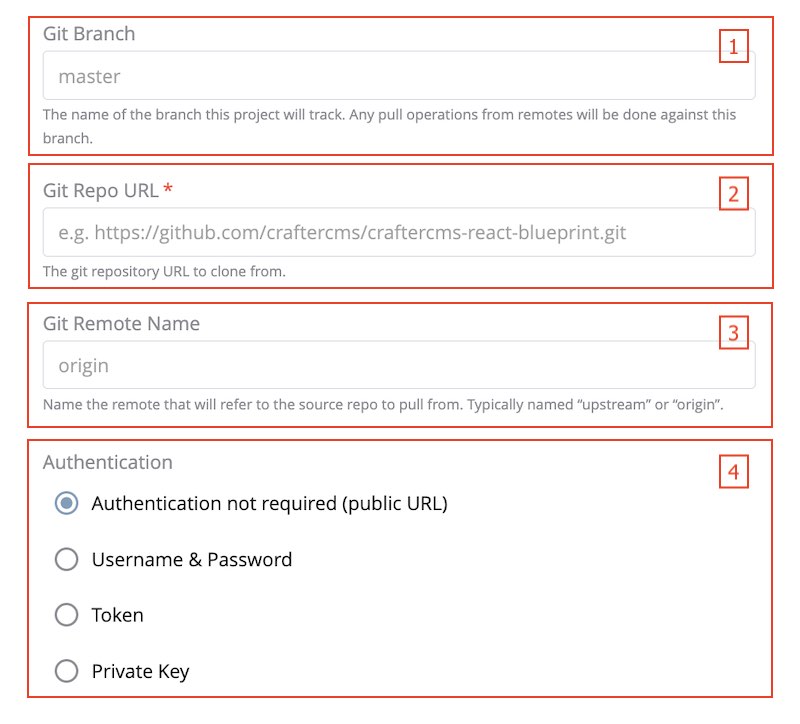 Git Branch
1
master
The name of the branch this project will track. Any pull operations from remotes will be done against this
branch.
Git Repo URL *
2
e.g. https://github.com/craftercms/craftercms-react-blueprint.git
The git repository URL to clone from.
Git Remote Name
3
origin
Name the remote that will refer to the source repo to pull from. Typically named “upstream” or “origin”.
Authentication
4
Authentication not required (public URL)
Username & Password
Token
Private Key